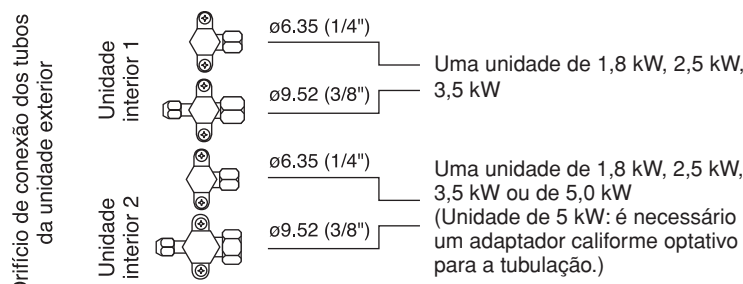 Orifício de conexão dos tubos
da unidade exterior
Unidade
interior 1
ø6.35 (1/4")
ø9.52 (3/8")
Uma unidade de 1,8 kW, 2,5 kW,
3,5 kW
Unidade
interior 2
ø6.35 (1/4")
ø9.52 (3/8")
Uma unidade de 1,8 kW, 2,5 kW,
3,5 kW ou de 5,0 kW
(Unidade de 5 kW: é necessário
um adaptador califorme optativo
para a tubulação.)